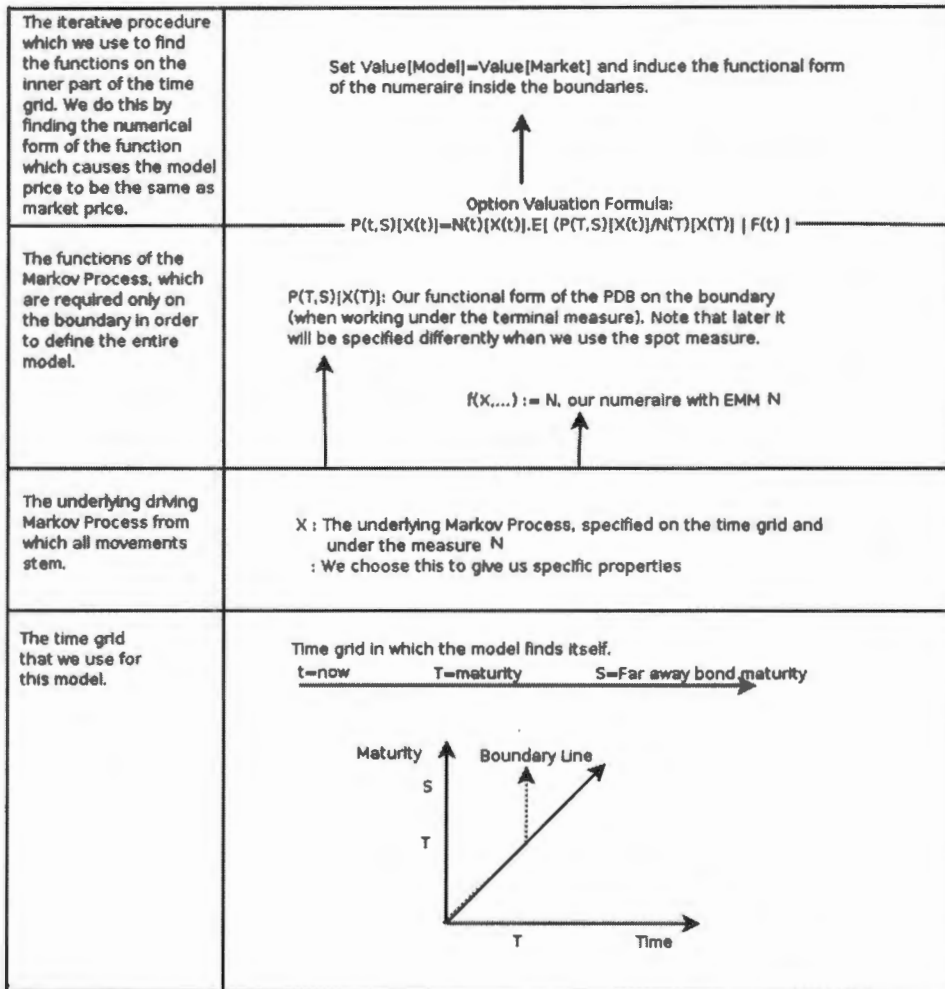 The iterative procedure
which we use to find
the functions on the
inner part of the time
grid. We do this by
finding the numerical
form of the function
which causes the model
price to be the same as
market price.
Set Value[Model]=Value[Market] and induce the functional form
of the numeraire inside the boundaries.
Option Valuation Formula:
P(t,S)[X(t)]=N(t)[X(t)].E[ (P(T,S)[X(t)]/N(T)[X(T)] | F(t) ]
The functions of the
Markov Process, which
are required only on
the boundary in order
to define the entire
model.
P(T,S)[X(T)]: Our functional form of the PDB on the boundary
(when working under the terminal measure). Note that later it
will be specified differently when we use the spot measure.
f(x,...) := N, our numeraire with EMM N
The underlying driving
Markov Process from
which all movements
stem.
X : The underlying Markov Process, specified on the time grid and
under the measure N
: We choose this to give us specific properties
The time grid
that we use for
this model.
Time grid in which the model finds itself.
t=now T=maturity S=Far away bond maturity
Maturity Boundary Line
S
T
T Time